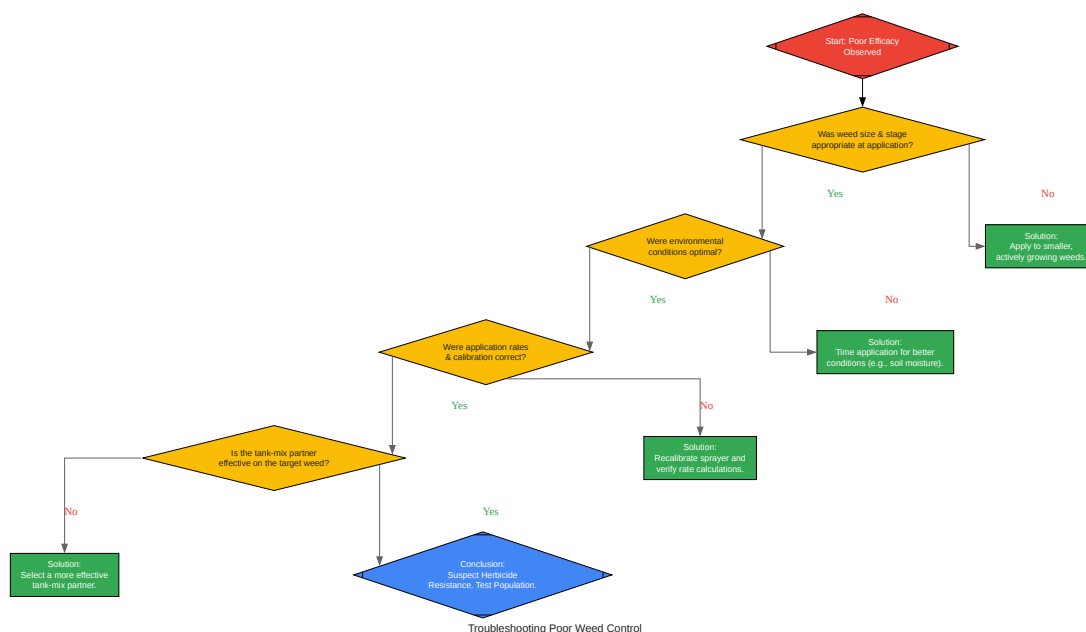 Start: Poor Efficacy
Observed
Was weed size & stage
appropriate at application?
Yes
No
Were environmental
conditions optimal?
Solution:
Apply to smaller,
actively growing weeds.
Yes
No
Were application rates
& calibration correct?
Solution:
Time application for better
conditions (e.g., soil moisture).
Yes
No
Is the tank-mix partner
effective on the target weed?
Solution:
Recalibrate sprayer and
verify rate calculations.
No
Yes
Solution:
Select a more effective
tank-mix partner.
Conclusion:
Suspect Herbicide
Resistance. Test Population.
Troubleshooting Poor Weed Control